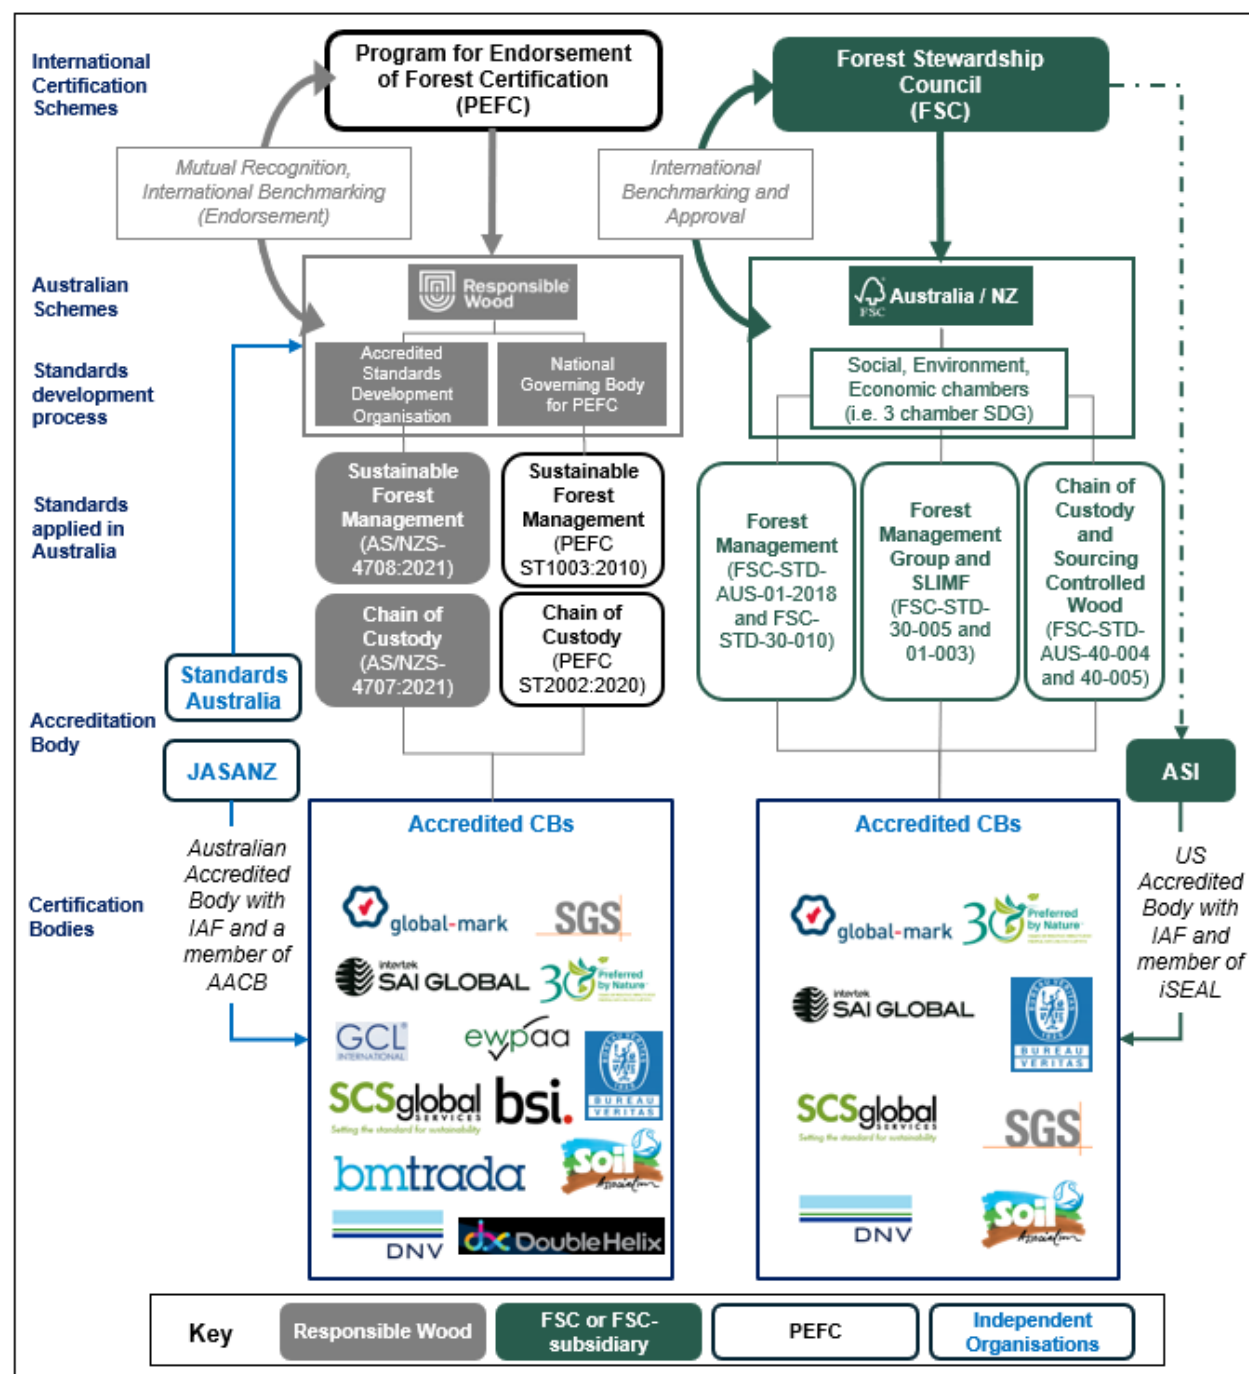 International
Certification
Schemes
Program for Endorsement
of Forest Certification
(PEFC)
Forest Stewardship
Council
(FSC)
Mutual Recognition,
International Benchmarking
(Endorsement)
International
Benchmarking and
Approval
Australian
Schemes
Responsible
Wood
FSC
Australia / NZ
Standards
development
process
Accredited
Standards
Development
Organisation
National
Governing Body
for PEFC
Social, Environment,
Economic chambers
(i.e. 3 chamber SDG)
Standards
applied in
Australia
Sustainable
Forest
Management
(AS/NZS-
4708:2021)
Sustainable
Forest
Management
(PEFC
ST1003:2010)
Forest
Management
(FSC-STD-
AUS-01-2018
and FSC-
STD-30-010)
Forest
Management
Group and
SLIMF
(FSC-STD-
30-005 and
01-003)
Chain of
Custody
and
Sourcing
Controlled
Wood
(FSC-STD-
AUS-40-004
and 40-005)
Chain of
Custody
(AS/NZS-
4707:2021)
Chain of
Custody
(PEFC
ST2002:2020)
Standards
Australia
Accreditation
Body
JASANZ
ASI
Australian
Accredited
Body with
IAF and a
member of
AACB
US
Accredited
Body with
IAF and
member of
iSEAL
Certification
Bodies
Accredited CBs
global-mark
SGS
intertek
SAI GLOBAL
30
Preferred
by Nature
GCL
INTERNATIONAL
ewpaa
BUREAU
VERITAS
SCSglobal
SERVICES
Setting the standard for sustainability
bsi.
bmtrada
Soil
Association
DNV
DoubleHelix
Accredited CBs
global-mark
30
Preferred
by Nature
intertek
SAI GLOBAL
BUREAU
VERITAS
SCSglobal
SERVICES
Setting the standard for sustainability
SGS
DNV
Soil
Association
Key
Responsible Wood
FSC or FSC-
subsidiary
PEFC
Independent
Organisations